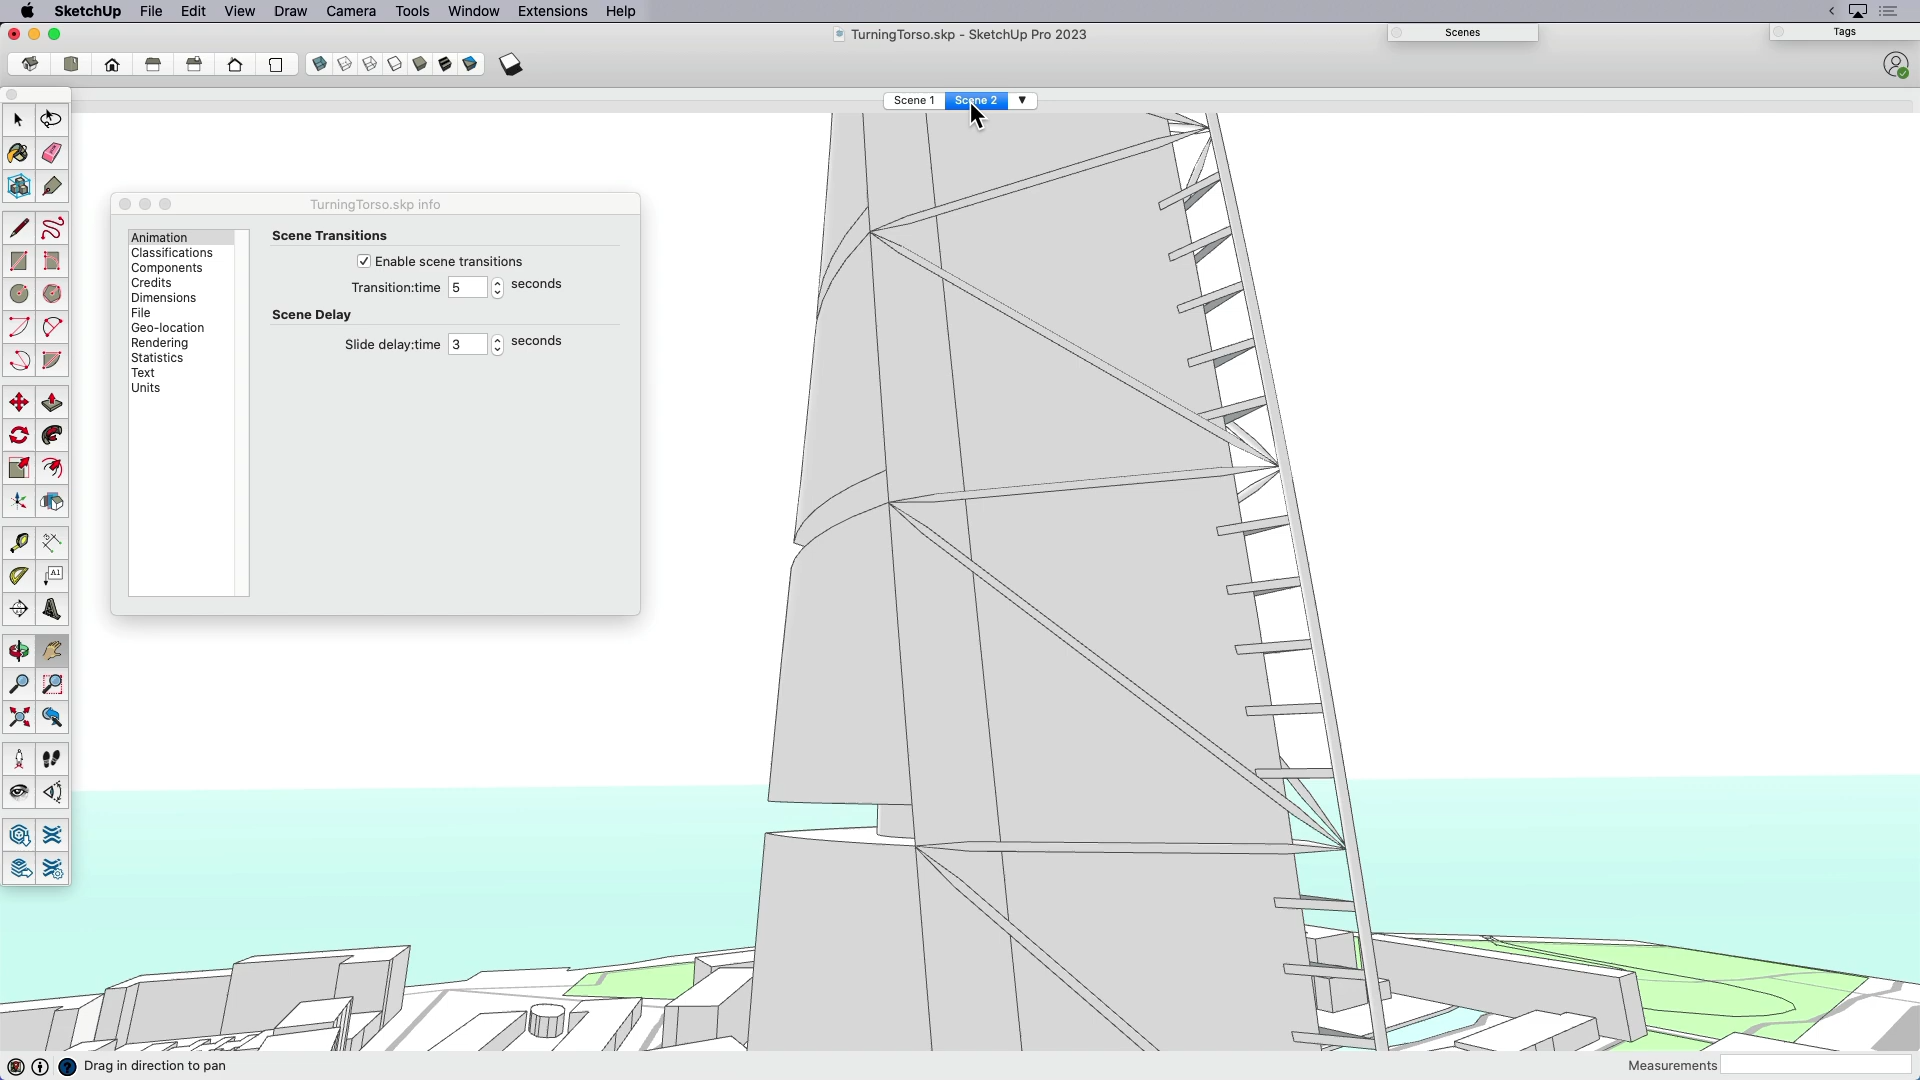 SketchUp File Edit View Draw Camera Tools Window Extensions Help
TurningTorso.skp - SketchUp Pro 2023
Scenes
Tags
Scene 1 Scene 2
TurningTorso.skp info
Animation
Classifications
Components
Credits
Dimensions
File
Geo-location
Rendering
Statistics
Text
Units
Scene Transitions
Enable scene transitions
Transition:time 5 seconds
Scene Delay
Slide delay:time 3 seconds
A1
Drag in direction to pan
Measurements